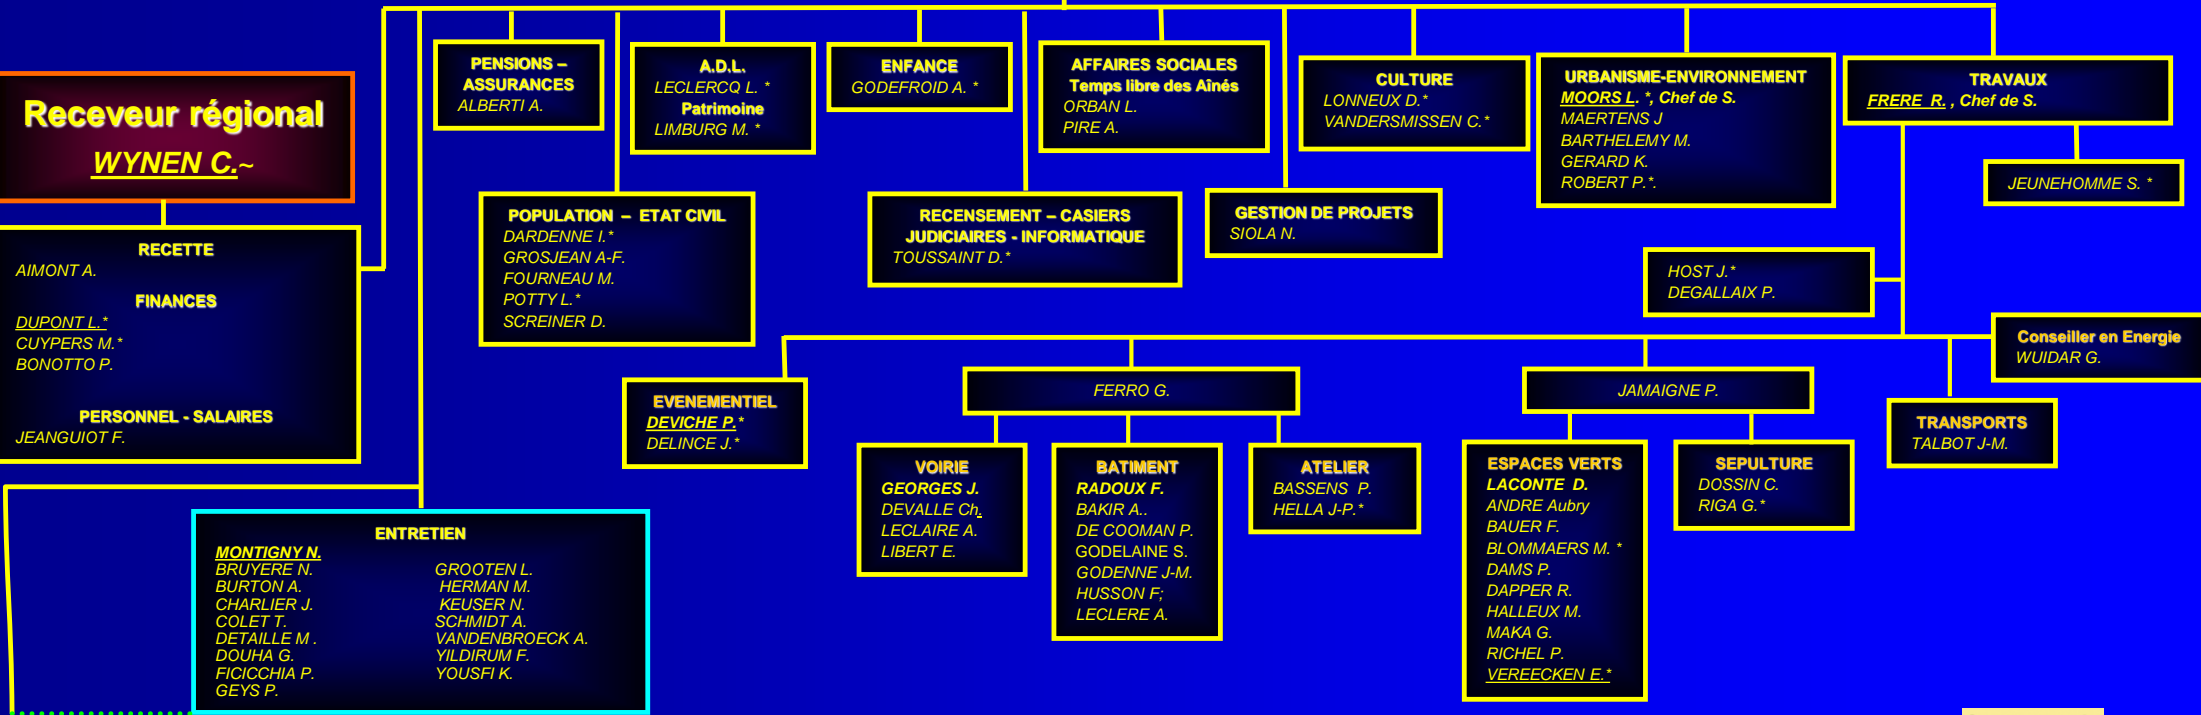 Receveur régional
WYNEN C.~
RECETTE
AIMONT A.
FINANCES
DUPONT L.*
CUYPERS M.*
BONOTTO P.
PERSONNEL - SALAIRES
JEANGUIOT F.
PENSIONS –
ASSURANCES
ALBERTI A.
A.D.L.
LECLERCQ L. *
Patrimoine
LIMBURG M. *
ENFANCE
GODEFROID A. *
AFFAIRES SOCIALES
Temps libre des Aînés
ORBAN L.
PIRE A.
CULTURE
LONNEUX D.*
VANDERSMISSEN C.*
URBANISME-ENVIRONNEMENT
MOORS L. *, Chef de S.
MAERTENS J
BARTHELEMY M.
GERARD K.
ROBERT P.*.
TRAVAUX
FRERE R. , Chef de S.
JEUNEHOMME S. *
POPULATION – ETAT CIVIL
DARDENNE I.*
GROSJEAN A-F.
FOURNEAU M.
POTTY L.*
SCREINER D.
RECENSEMENT – CASIERS
JUDICIAIRES - INFORMATIQUE
TOUSSAINT D.*
GESTION DE PROJETS
SIOLA N.
HOST J.*
DEGALLAIX P.
Conseiller en Energie
WUIDAR G.
EVENEMENTIEL
DEVICHE P.*
DELINCE J.*
FERRO G.
JAMAIGNE P.
TRANSPORTS
TALBOT J-M.
VOIRIE
GEORGES J.
DEVALLE Ch.
LECLAIRE A.
LIBERT E.
BATIMENT
RADOUX F.
BAKIR A..
DE COOMAN P.
GODELAINE S.
GODENNE J-M.
HUSSON F;
LECLERE A.
ATELIER
BASSENS P.
HELLA J-P.*
ESPACES VERTS
LACONTE D.
ANDRE Aubry
BAUER F.
BLOMMAERS M. *
DAMS P.
DAPPER R.
HALLEUX M.
MAKA G.
RICHEL P.
VEREECKEN E.*
SEPULTURE
DOSSIN C.
RIGA G.*
ENTRETIEN
MONTIGNY N.
BRUYERE N.
BURTON A.
CHARLIER J.
COLET T.
DETAILLE M .
DOUHA G.
FICICCHIA P.
GEYS P.
GROOTEN L.
HERMAN M.
KEUSER N.
SCHMIDT A.
VANDENBROECK A.
YILDIRUM F.
YOUSFI K.